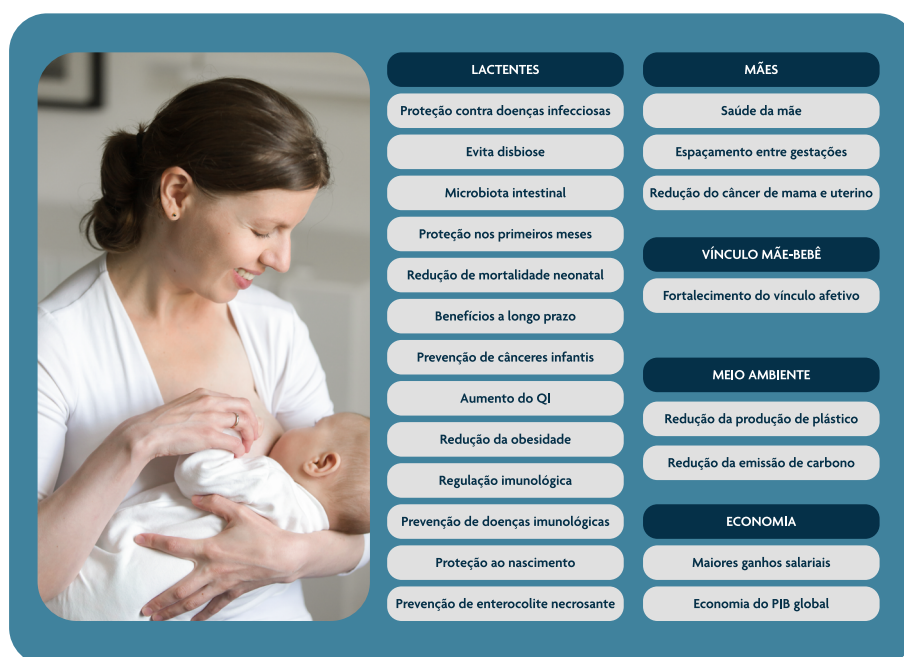 LACTENTES
Proteção contra doenças infecciosas
Evita disbiose
Microbiota intestinal
Proteção nos primeiros meses
Redução de mortalidade neonatal
Benefícios a longo prazo
Prevenção de cânceres infantis
Aumento do QI
Redução da obesidade
Regulação imunológica
Prevenção de doenças imunológicas
Proteção ao nascimento
Prevenção de enterocolite necrosante
MÃES
Saúde da mãe
Espaçamento entre gestações
Redução do câncer de mama e uterino
VÍNCULO MÃE-BEBÊ
Fortalecimento do vínculo afetivo
MEIO AMBIENTE
Redução da produção de plástico
Redução da emissão de carbono
ECONOMIA
Maiores ganhos salariais
Economia do PIB global